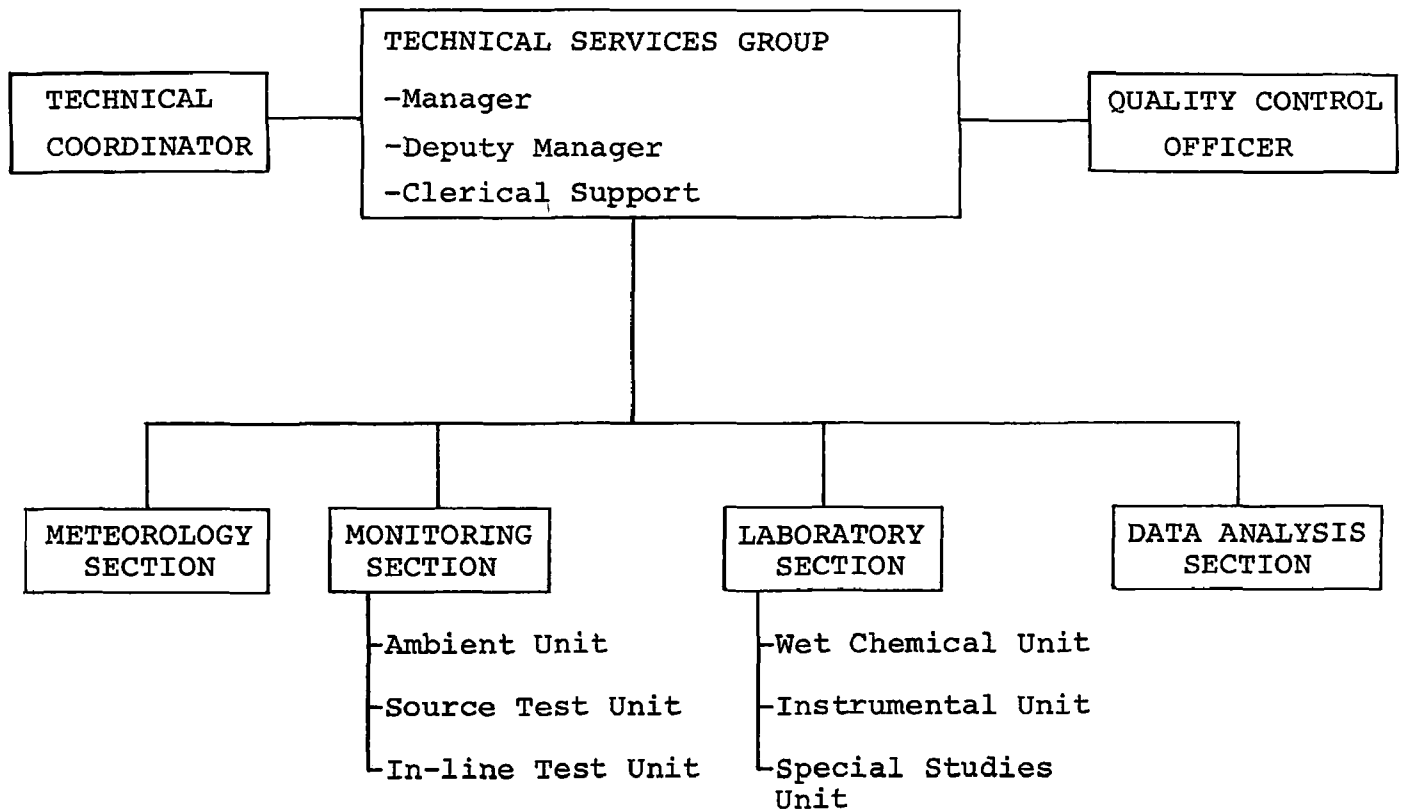 TECHNICAL SERVICES GROUP
-Manager
-Deputy Manager
-Clerical Support
TECHNICAL
COORDINATOR
QUALITY CONTROL
OFFICER
METEOROLOGY
SECTION
MONITORING
SECTION
-Ambient Unit
-Source Test Unit
-In-line Test Unit
LABORATORY
SECTION
-Wet Chemical Unit
-Instrumental Unit
-Special Studies
Unit
DATA ANALYSIS
SECTION